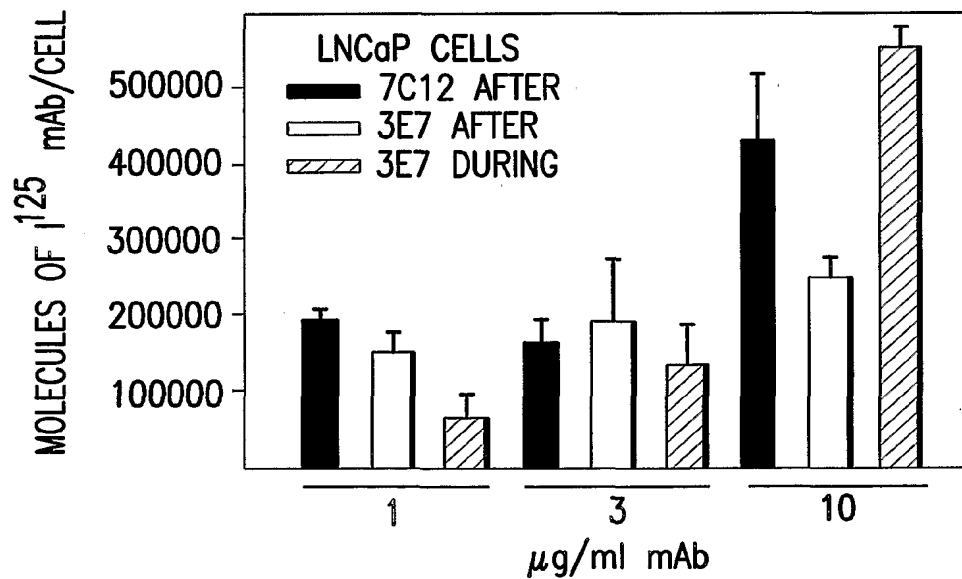 MOLECULES OF I125 mAb/CELL
500000
400000
300000
200000
100000
LNCaP CELLS
7C12 AFTER
3E7 AFTER
3E7 DURING
1
3
10
µg/ml mAb